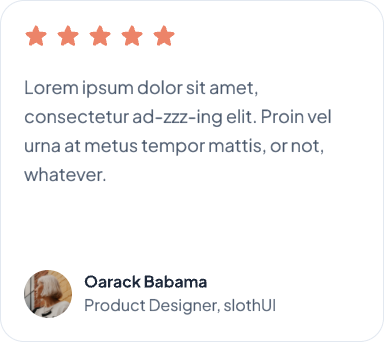 Lorem ipsum dolor sit amet,
consectetur ad-zzz-ing elit. Proin vel
urna at metus tempor mattis, or not,
whatever.
Oarack Babama
Product Designer, slothUI